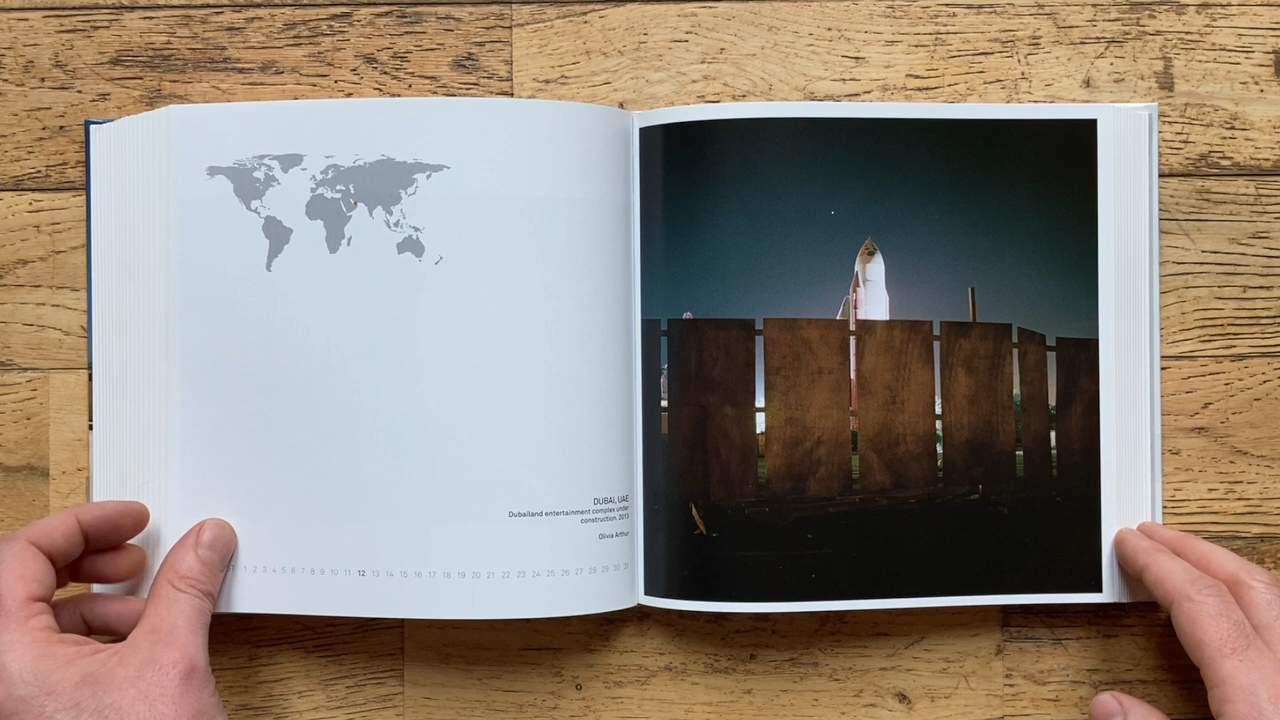 DUBAI, UAE
Dubailand entertainment complex under
construction. 2013
Olivia Arthur
1 2 3 4 5 6 7 8 9 10 11 12 13 14 15 16 17 18 19 20 21 22 23 24 25 26 27 28 29 30 31